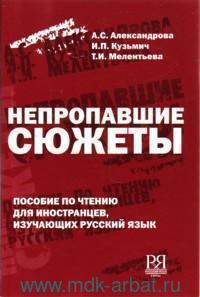 А.С. Александрова
И.П. Кузьмич
Т.И. Мелентьева
НЕПРОПАВШИЕ
СЮЖЕТЫ
ПОСОБИЕ ПО ЧТЕНИЮ
ДЛЯ ИНОСТРАНЦЕВ,
ИЗУЧАЮЩИХ РУССКИЙ ЯЗЫК
РЯ
www.mdk-arbat.ru